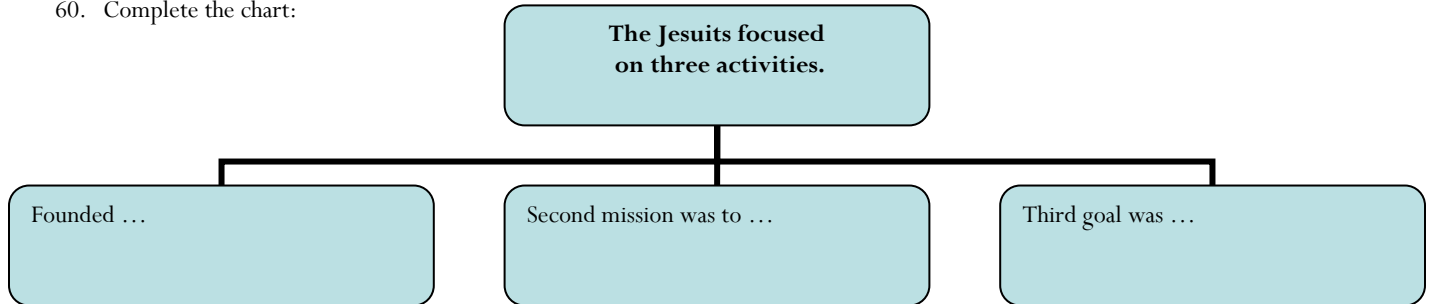 60. Complete the chart:
The Jesuits focused
on three activities.
Founded …
Second mission was to …
Third goal was …